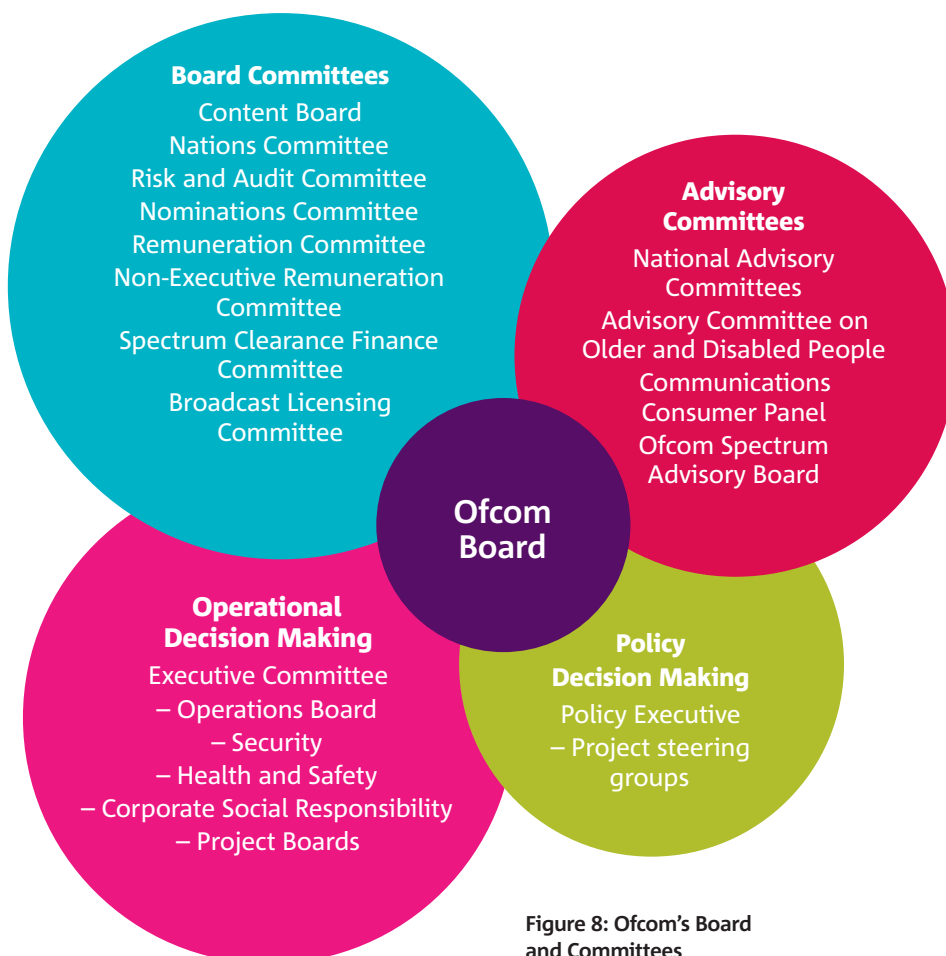 Board Committees
Content Board
Nations Committee
Risk and Audit Committee
Nominations Committee
Remuneration Committee
Non-Executive Remuneration
Committee
Spectrum Clearance Finance
Committee
Broadcast Licensing
Committee
Advisory
Committees
National Advisory
Committees
Advisory Committee on
Older and Disabled People
Communications
Consumer Panel
Ofcom Spectrum
Advisory Board
Ofcom
Board
Operational
Decision Making
Executive Committee
– Operations Board
– Security
– Health and Safety
– Corporate Social Responsibility
– Project Boards
Policy
Decision Making
Policy Executive
– Project steering
groups
Figure 8: Ofcom’s Board
and Committees